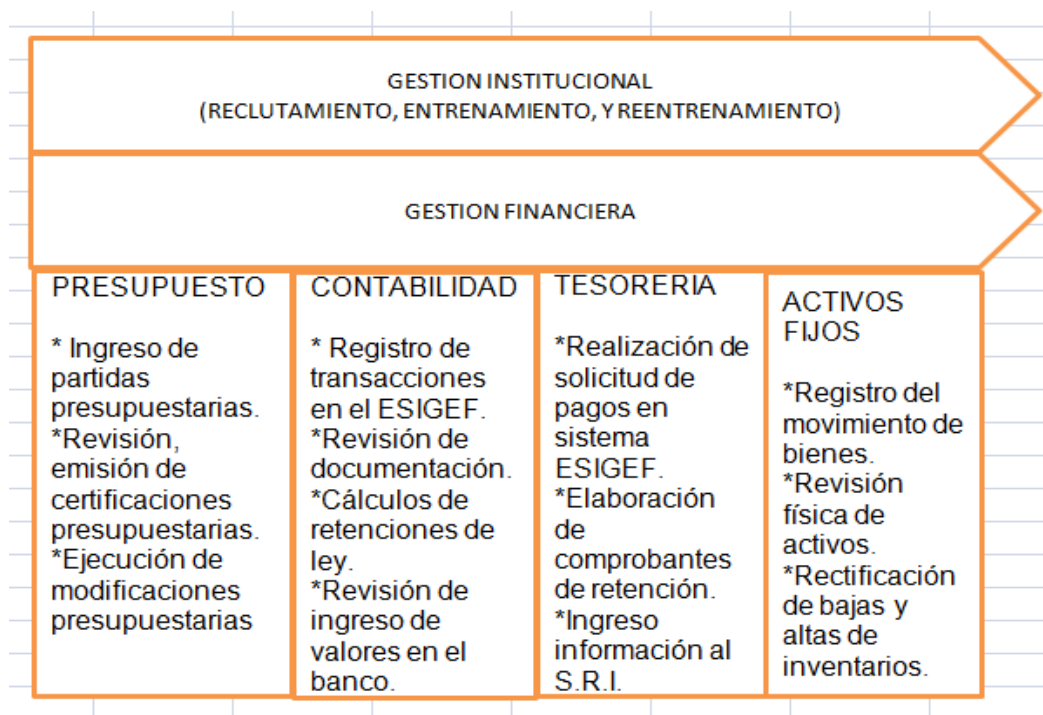 GESTION INSTITUCIONAL
(RECLUTAMIENTO, ENTRENAMIENTO, Y REENTRENAMIENTO)
GESTION FINANCIERA
PRESUPUESTO
* Ingreso de
partidas
presupuestarias.
*Revisión,
emisión de
certificaciones
presupuestarias.
*Ejecución de
modificaciones
presupuestarias
CONTABILIDAD
* Registro de
transacciones
en el ESIGEF.
*Revisión de
documentación.
*Cálculos de
retenciones de
ley.
*Revisión de
ingreso de
valores en el
banco.
TESORERIA
*Realización de
solicitud de
pagos en
sistema
ESIGEF.
*Elaboración
de
comprobantes
de retención.
*Ingreso
información al
S.R.I.
ACTIVOS
FIJOS
*Registro del
movimiento de
bienes.
*Revisión
física de
activos.
*Rectificación
de bajas y
altas de
inventarios.